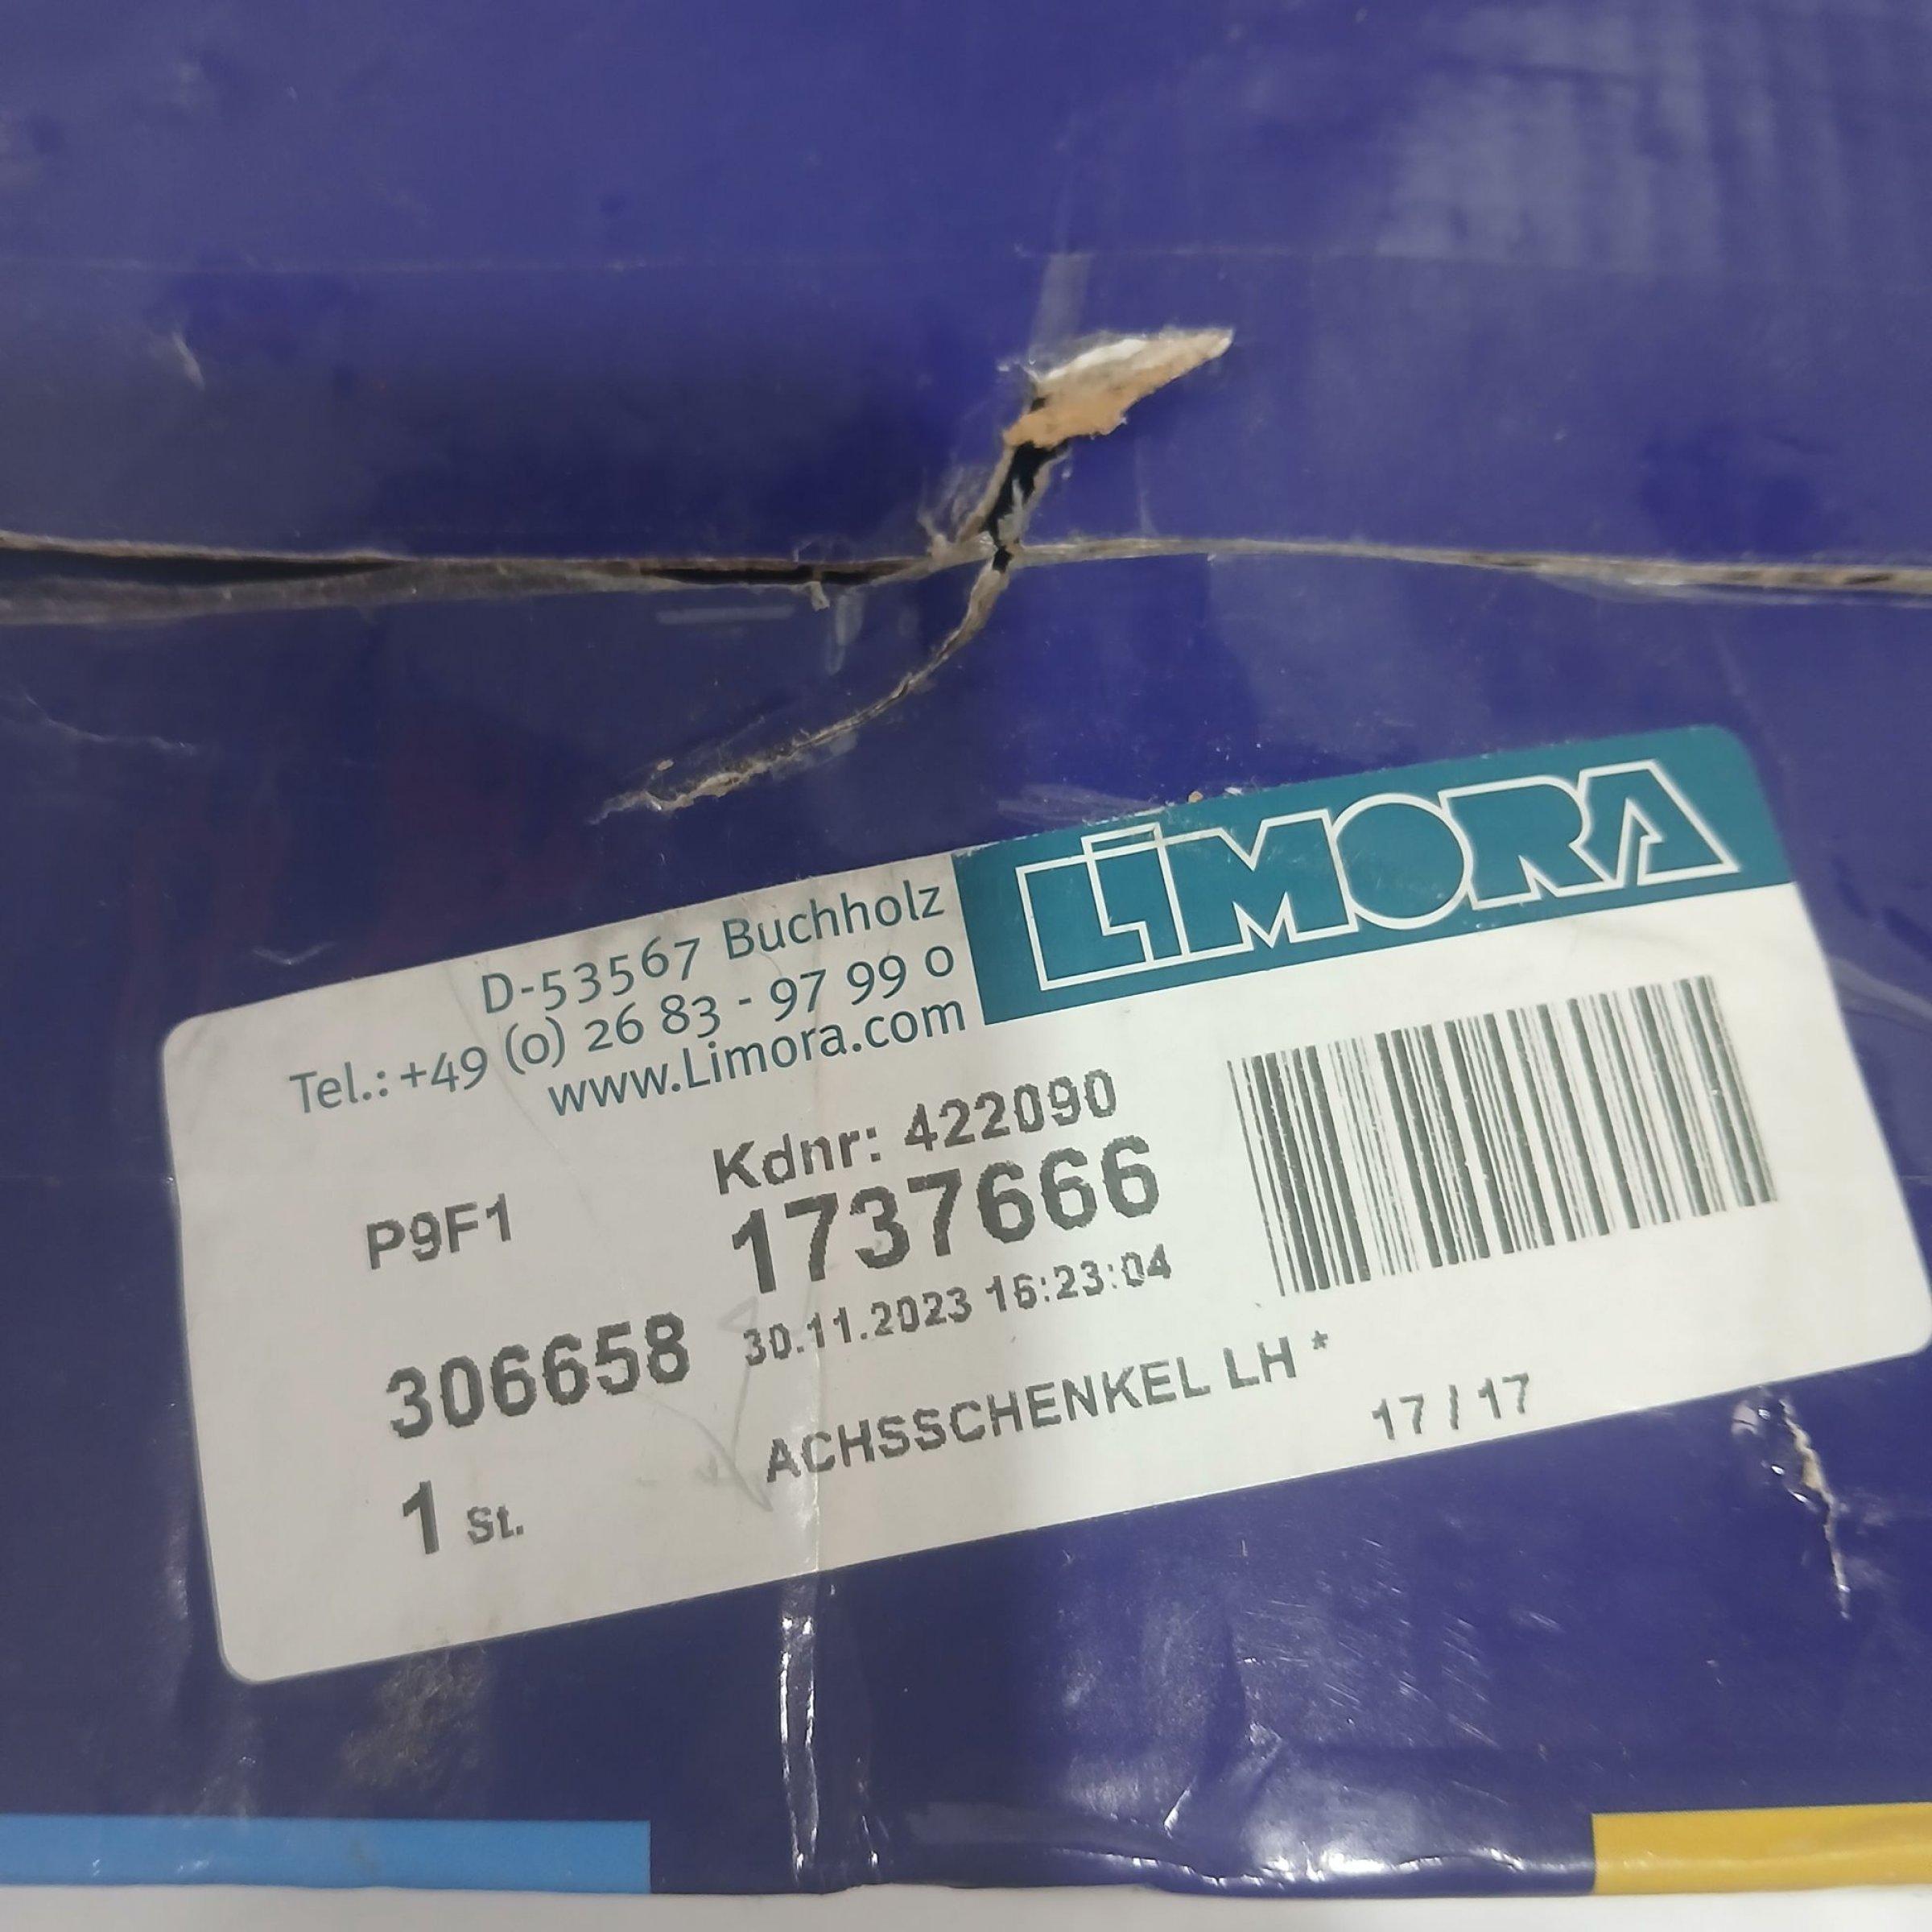 LIMORA
D-53567 Buchholz
Tel.: +49 (0) 26 83 - 97 99 0
www.Limora.com
Kdnr: 422090
P9F1 1737666
30.11.2023 16:23:04
306658
ACHSSCHENKEL LH *
1 St.
17 / 17